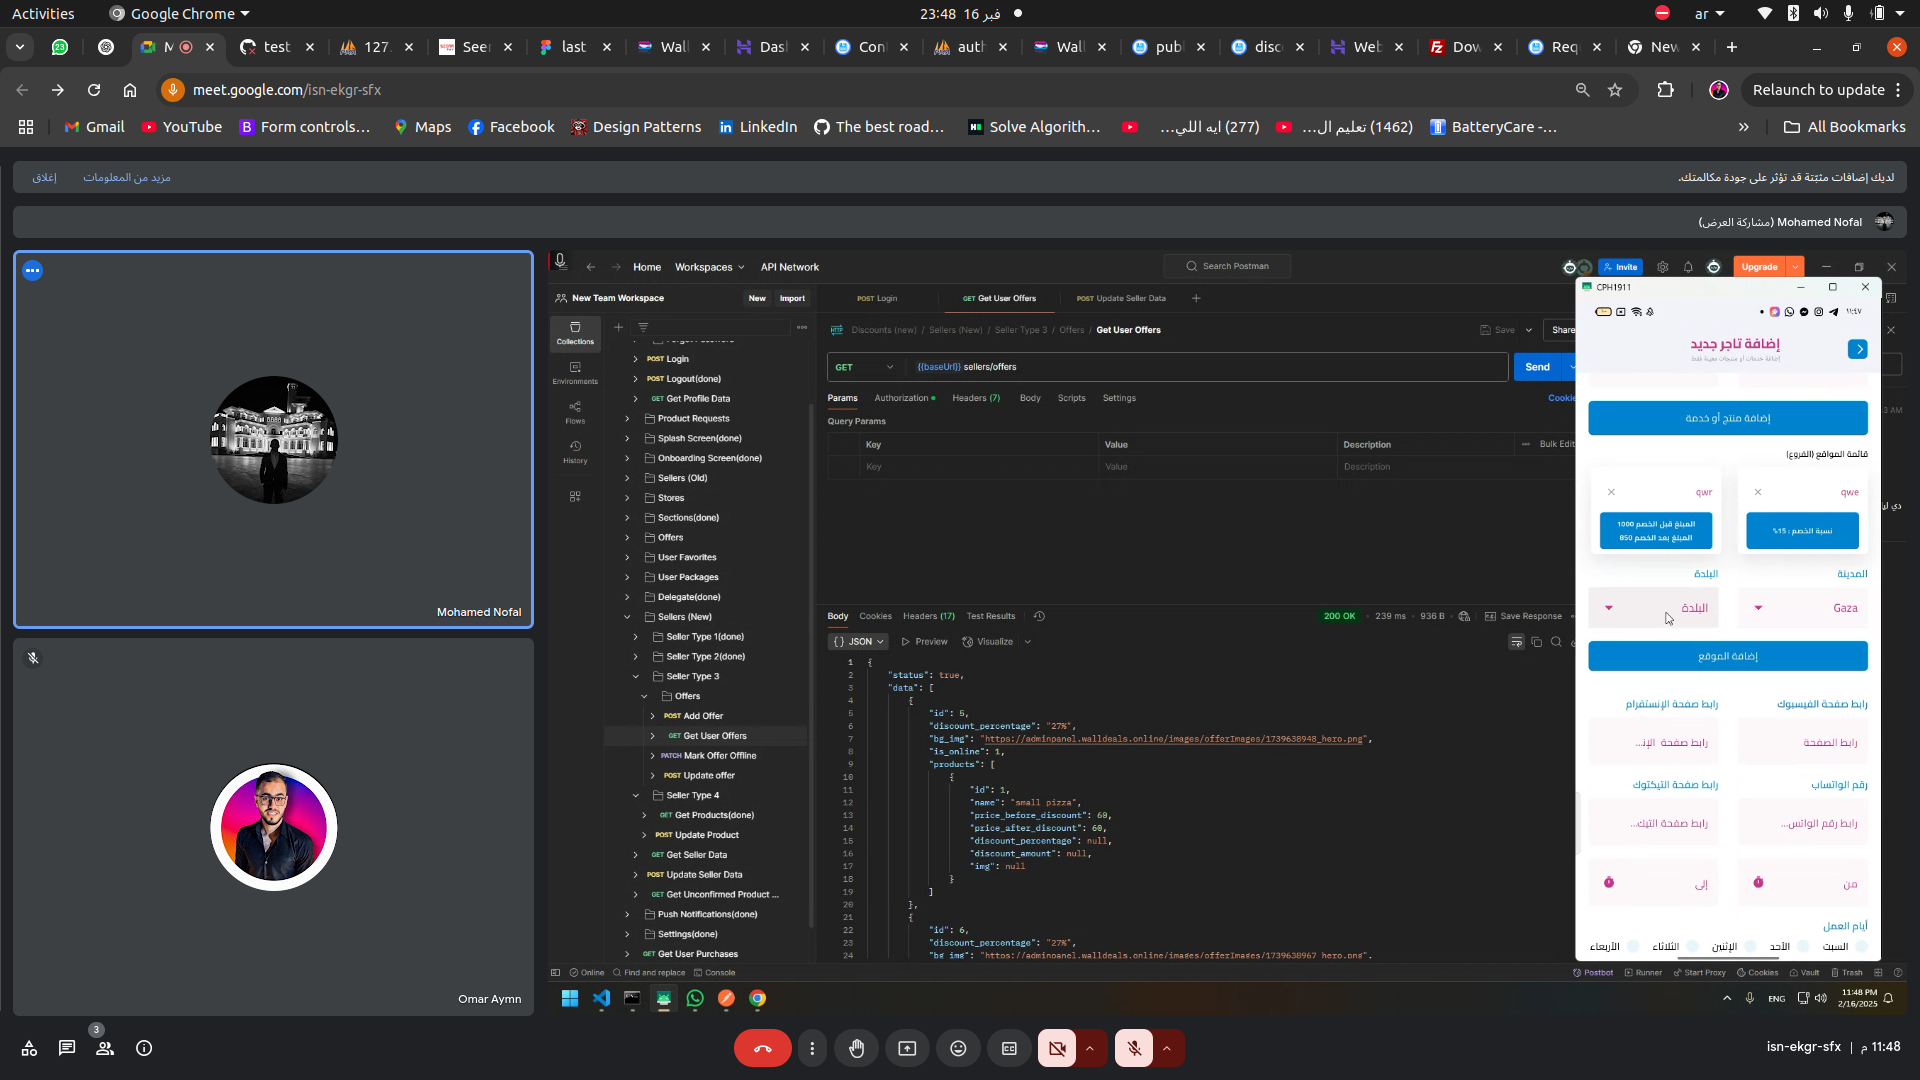 Activities
Google Chrome
23:48 16 فبر
ar
23
M
test
127.
Seer
last
Wall
Das
Con
auth
Wall
publ
disc
Web
Dow
Req
New
meet.google.com/isn-ekgr-sfx
Relaunch to update
Gmail
YouTube
Form controls...
Maps
Facebook
Design Patterns
LinkedIn
The best road...
Solve Algorith...
(277) ايه اللي...
(1462) تعليم ال...
BatteryCare -...
All Bookmarks
لديك إضافات مثبّتة قد تؤثر على جودة مكالمتك.
مزيد من المعلومات
إغلاق
Mohamed Nofal (مشاركة العرض)
Mohamed Nofal
Omar Aymn
Home
Workspaces
API Network
Search Postman
Invite
Upgrade
New Team Workspace
New
Import
POST Login
GET Get User Offers
POST Update Seller Data
Collections
Environments
Flows
History
POST Login
POST Logout(done)
GET Get Profile Data
Product Requests
Splash Screen(done)
Onboarding Screen(done)
Sellers (Old)
Stores
Sections(done)
Offers
User Favorites
User Packages
Delegate(done)
Sellers (New)
Seller Type 1(done)
Seller Type 2(done)
Seller Type 3
Offers
POST Add Offer
GET Get User Offers
PATCH Mark Offer Offline
POST Update offer
Seller Type 4
GET Get Products(done)
POST Update Product
GET Get Seller Data
POST Update Seller Data
GET Get Unconfirmed Product ...
Push Notifications(done)
Settings(done)
GET Get User Purchases
Discounts (new) / Sellers (New) / Seller Type 3 / Offers / Get User Offers
Save
Share
GET
{{baseUrl}} sellers/offers
Send
Params
Authorization
Headers (7)
Body
Scripts
Settings
Cookie
Query Params
Key
Value
Description
Bulk Edit
Key
Value
Description
Body
Cookies
Headers (17)
Test Results
200 OK
239 ms
936 B
Save Response
{} JSON
Preview
Visualize
1 {
2 "status": true,
3 "data": [
4 {
5 "id": 5,
6 "discount_percentage": "27%",
7 "bg_img": "https://adminpanel.walldeals.online/images/offerImages/1739638948_hero.png",
8 "is_online": 1,
9 "products": [
10 {
11 "id": 1,
12 "name": "small pizza",
13 "price_before_discount": 60,
14 "price_after_discount": 60,
15 "discount_percentage": null,
16 "discount_amount": null,
17 "img": null
18 }
19 ]
20 },
21 {
22 "id": 6,
23 "discount_percentage": "27%",
24 "bg_img": "https://adminpanel.walldeals.online/images/offerImages/1739638967_hero.png",
CPH1911
١١:٤٧
إضافة تاجر جديد
إضافة خدمات او منتجات معينة فقط
إضافة منتج أو خدمة
قائمة المواقع (الفروع)
qwe
نسبة الخصم : 15%
qwr
المبلغ قبل الخصم 1000
المبلغ بعد الخصم 850
المدينة
البلدة
Gaza
البلدة
إضافة الموقع
رابط صفحة الفيسبوك
رابط صفحة الإنستقرام
رابط الصفحة
رابط صفحة الإنـ...
رقم الواتساب
رابط صفحة التيكتوك
رابط رقم الواتس...
رابط صفحة التيك...
من
إلى
أيام العمل
السبت
الأحد
الإثنين
الثلاثاء
الأربعاء
Online
Find and replace
Console
Postbot
Runner
Start Proxy
Cookies
Vault
Trash
ENG
11:48 PM
2/16/2025
3
isn-ekgr-sfx | 11:48 م